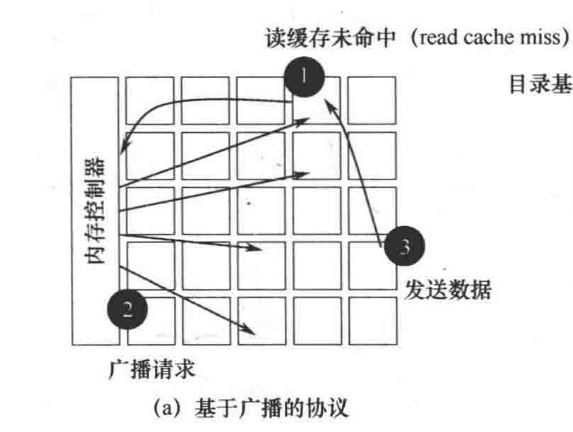 读缓存未命中（read cache miss）
1
目录基
内存控制器
3
发送数据
2
广播请求
(a) 基于广播的协议